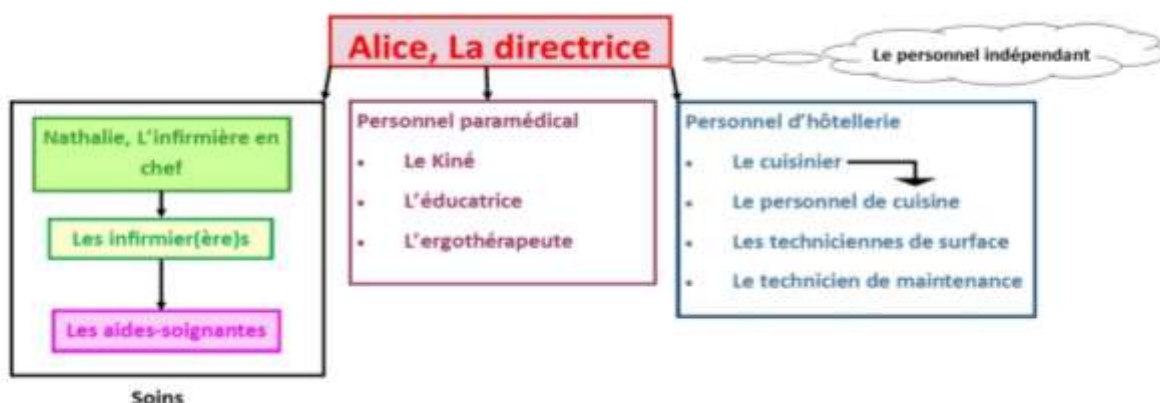 Alice, La directrice
Le personnel indépendant
Nathalie, L'infirmière en
chef
Les infirmier(ère)s
Les aides-soignantes
Soins
Personnel paramédical
• Le Kiné
• L'éducatrice
• L'ergothérapeute
Personnel d'hôtellerie
• Le cuisinier
• Le personnel de cuisine
• Les techniciennes de surface
• Le technicien de maintenance